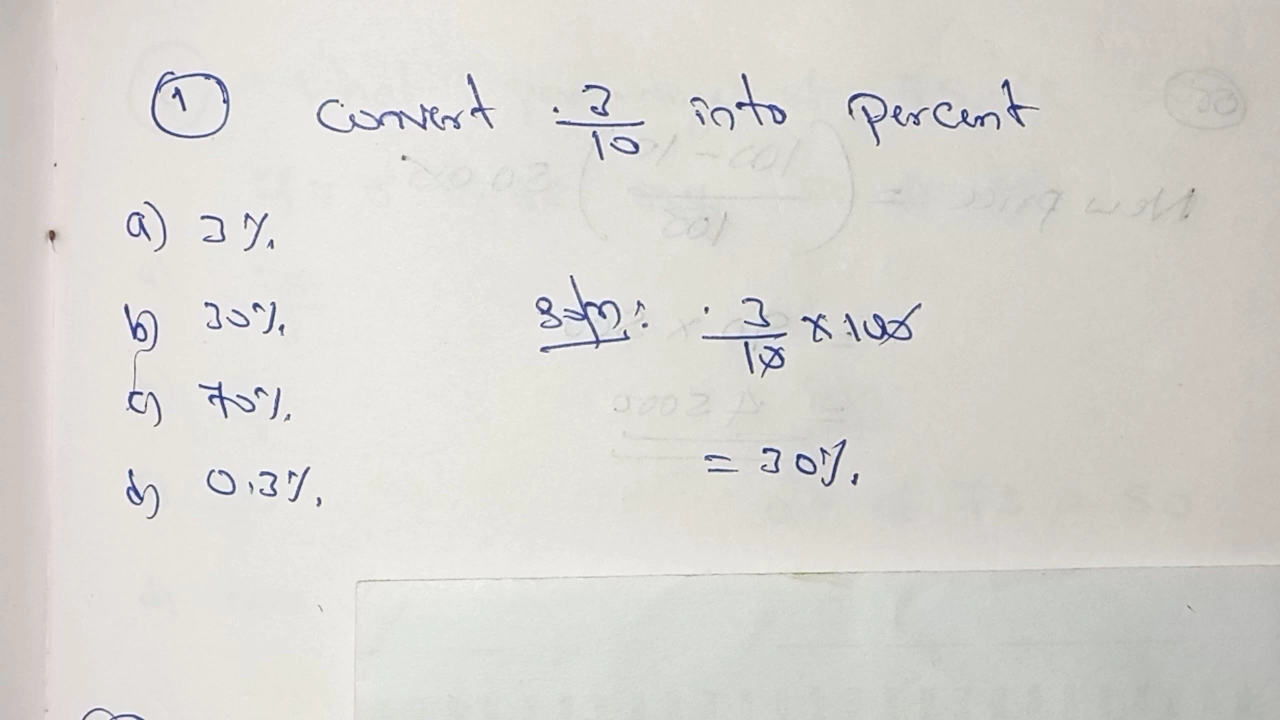 1 Convert .3/10 into Percent
a) 3%.
b) 30%.
c) 70%.
d) 0.3%.
Soln: .3/10 x 100
= 30%.